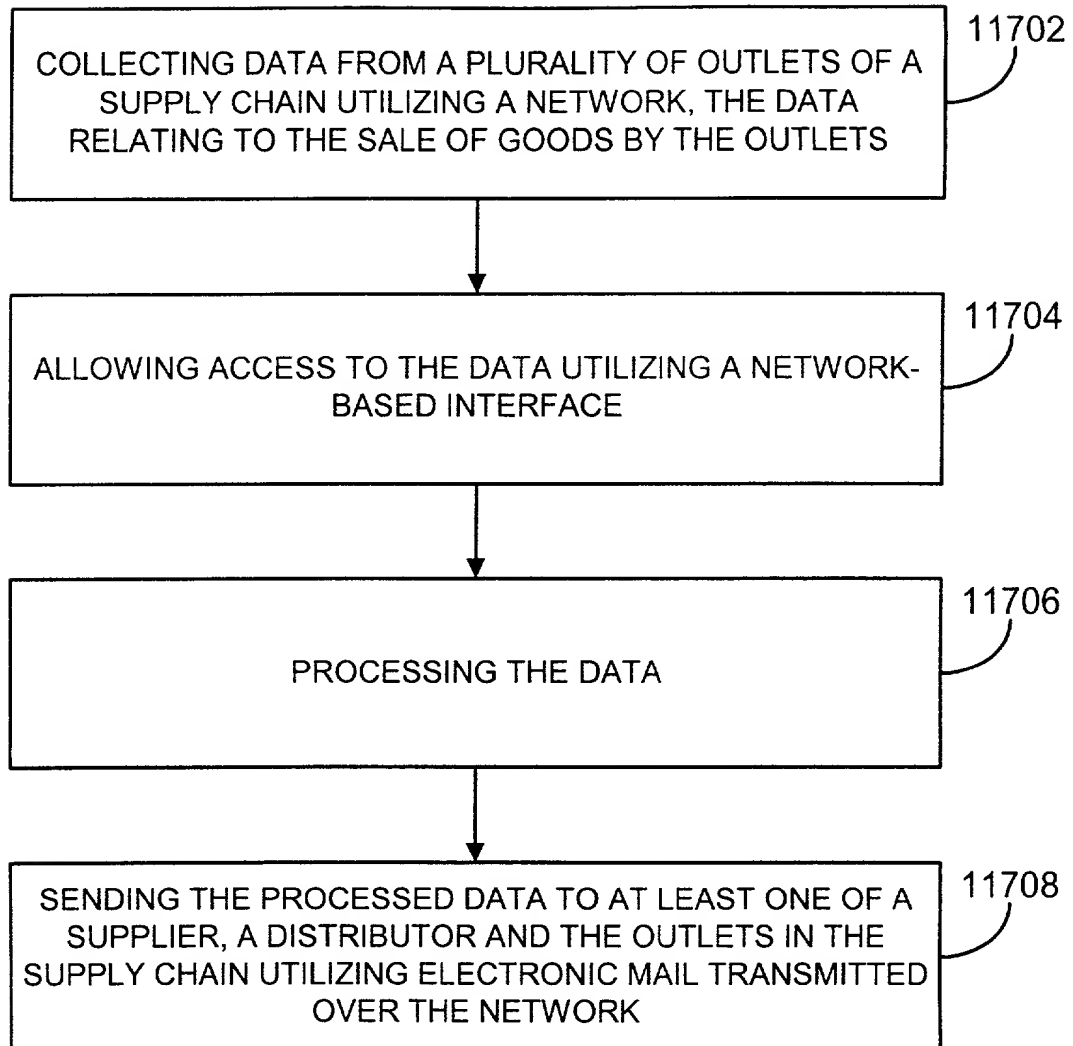 11702
COLLECTING DATA FROM A PLURALITY OF OUTLETS OF A
SUPPLY CHAIN UTILIZING A NETWORK, THE DATA
RELATING TO THE SALE OF GOODS BY THE OUTLETS
11704
ALLOWING ACCESS TO THE DATA UTILIZING A NETWORK-
BASED INTERFACE
11706
PROCESSING THE DATA
11708
SENDING THE PROCESSED DATA TO AT LEAST ONE OF A
SUPPLIER, A DISTRIBUTOR AND THE OUTLETS IN THE
SUPPLY CHAIN UTILIZING ELECTRONIC MAIL TRANSMITTED
OVER THE NETWORK